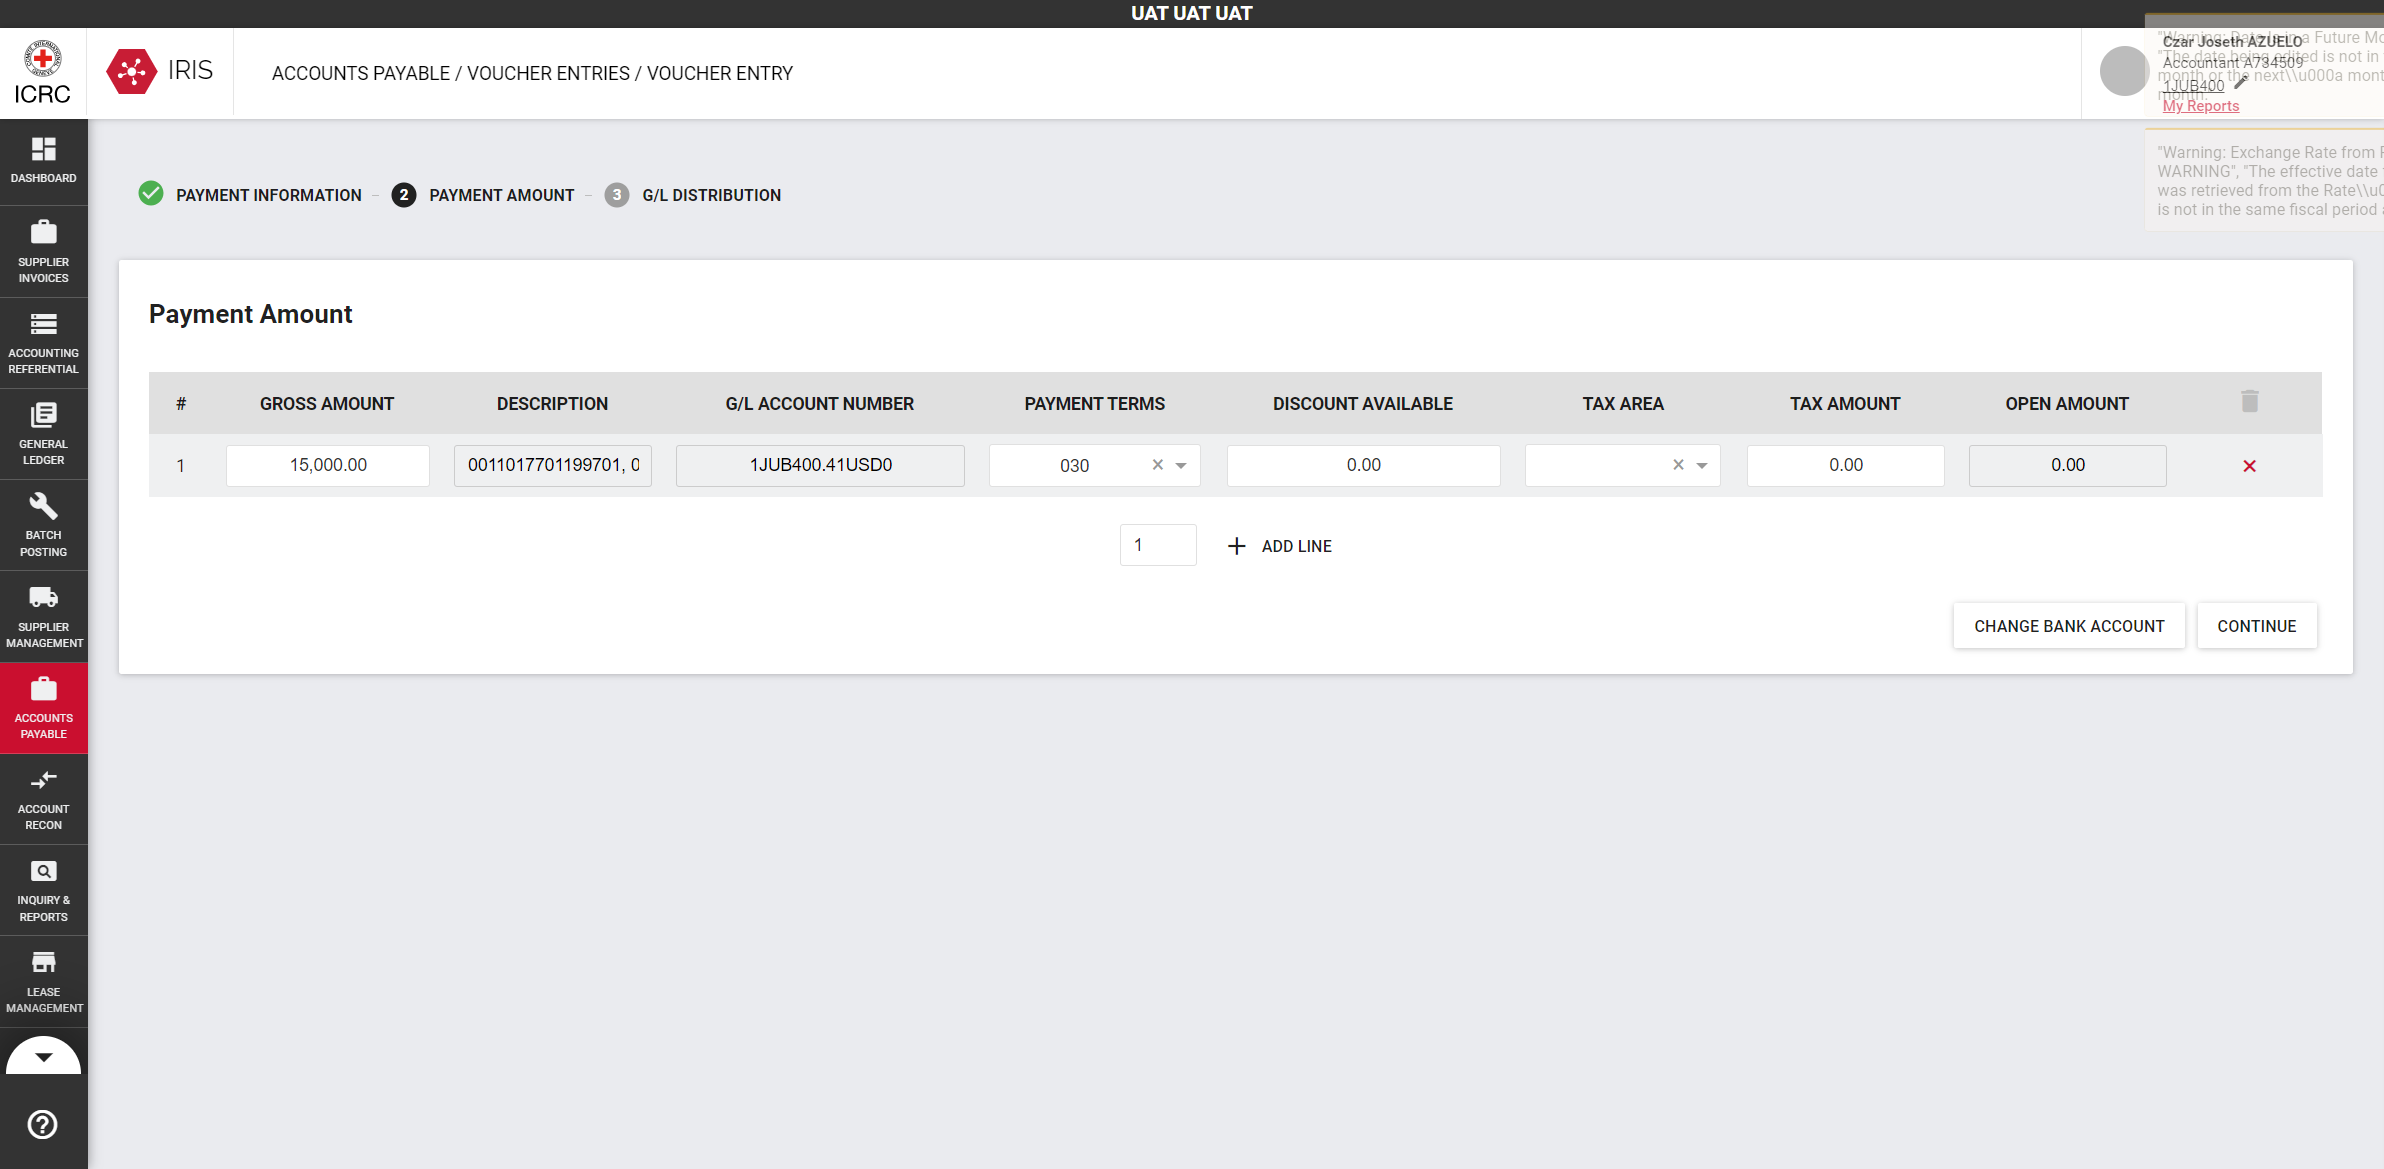 UAT UAT UAT
ICRC
IRIS
ACCOUNTS PAYABLE / VOUCHER ENTRIES / VOUCHER ENTRY
Czar Joseth AZUELO
Accountant A734509
1JUB400
My Reports
"Warning: Date Is in a Future Mo
"The date being edited is not in
month or the next\\u000a mont
month.
"Warning: Exchange Rate from
WARNING", "The effective date
was retrieved from the Rate\\u0
is not in the same fiscal period
DASHBOARD
SUPPLIER
INVOICES
ACCOUNTING
REFERENTIAL
GENERAL
LEDGER
BATCH
POSTING
SUPPLIER
MANAGEMENT
ACCOUNTS
PAYABLE
ACCOUNT
RECON
INQUIRY &
REPORTS
LEASE
MANAGEMENT
PAYMENT INFORMATION – 2 PAYMENT AMOUNT – 3 G/L DISTRIBUTION
Payment Amount
# GROSS AMOUNT DESCRIPTION G/L ACCOUNT NUMBER PAYMENT TERMS DISCOUNT AVAILABLE TAX AREA TAX AMOUNT OPEN AMOUNT
1 15,000.00 0011017701199701, 0 1JUB400.41USD0 030 0.00 0.00 0.00
1 + ADD LINE
CHANGE BANK ACCOUNT CONTINUE